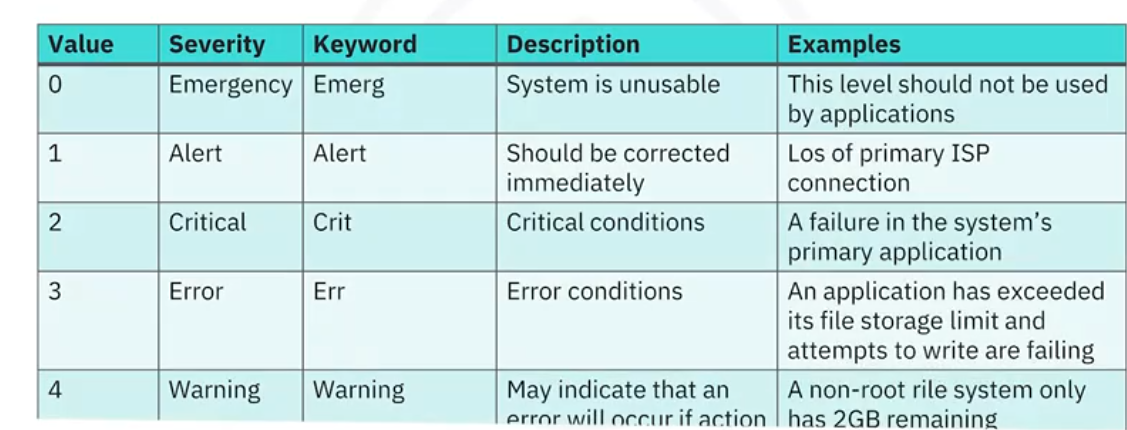 Value Severity Keyword Description Examples
0 Emergency Emerg System is unusable This level should not be used
by applications
1 Alert Alert Should be corrected Los of primary ISP
immediately connection
2 Critical Crit Critical conditions A failure in the system's
primary application
3 Error Err Error conditions An application has exceeded
its file storage limit and
attempts to write are failing
4 Warning Warning May indicate that an A non-root rile system only
error will occur if action has 2GB remaining